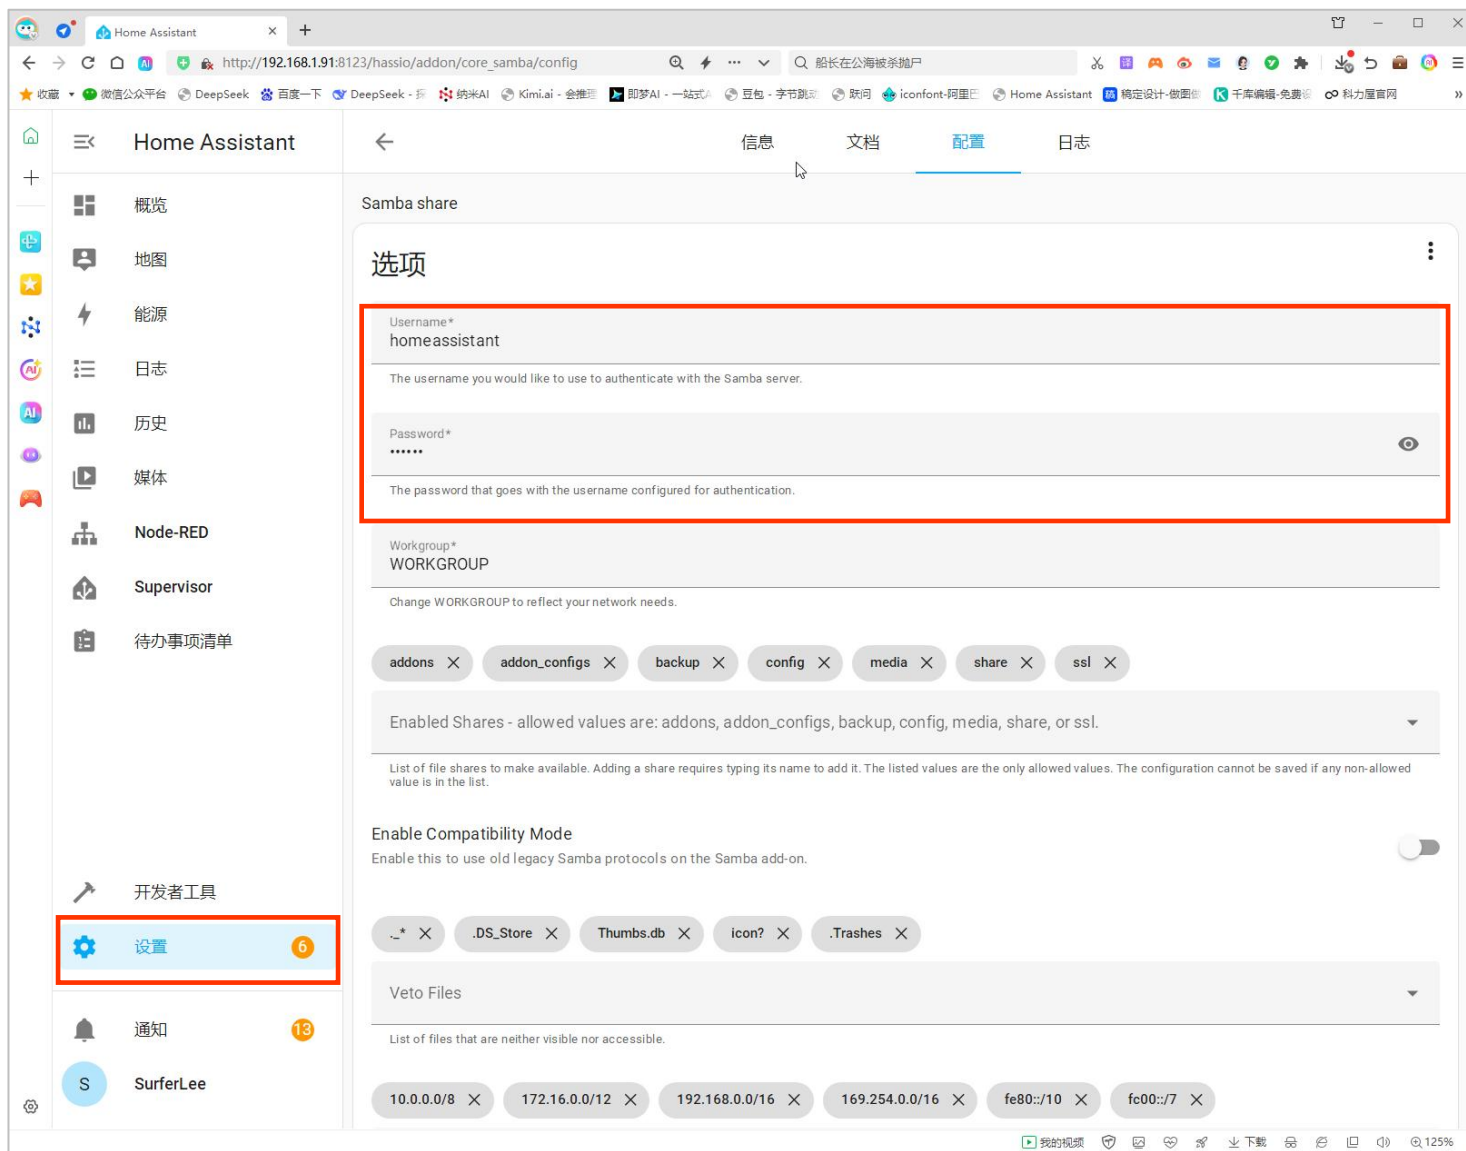 Home Assistant
http://192.168.1.91:8123/hassio/addon/core_samba/config
船长在公海被杀抛尸
收藏 微信公众平台 DeepSeek 百度一下 DeepSeek - 纳米AI Kimi.ai - 会推理 即梦AI - 一站式 豆包 - 字节跳动 跃问 iconfont-阿里巴 Home Assistant 稿定设计-做图 千库编辑-免费 科力屋官网
Home Assistant
信息 文档 配置 日志
概览
地图
能源
日志
历史
媒体
Node-RED
Supervisor
待办事项清单
开发者工具
设置 6
通知 13
S SurferLee
Samba share
选项
Username*
homeassistant
The username you would like to use to authenticate with the Samba server.
Password*
••••••
The password that goes with the username configured for authentication.
Workgroup*
WORKGROUP
Change WORKGROUP to reflect your network needs.
addons addon_configs backup config media share ssl
Enabled Shares - allowed values are: addons, addon_configs, backup, config, media, share, or ssl.
List of file shares to make available. Adding a share requires typing its name to add it. The listed values are the only allowed values. The configuration cannot be saved if any non-allowed
value is in the list.
Enable Compatibility Mode
Enable this to use old legacy Samba protocols on the Samba add-on.
._* .DS_Store Thumbs.db icon? .Trashes
Veto Files
List of files that are neither visible nor accessible.
10.0.0.0/8 172.16.0.0/12 192.168.0.0/16 169.254.0.0/16 fe80::/10 fc00::/7
我的视频 下载 125%